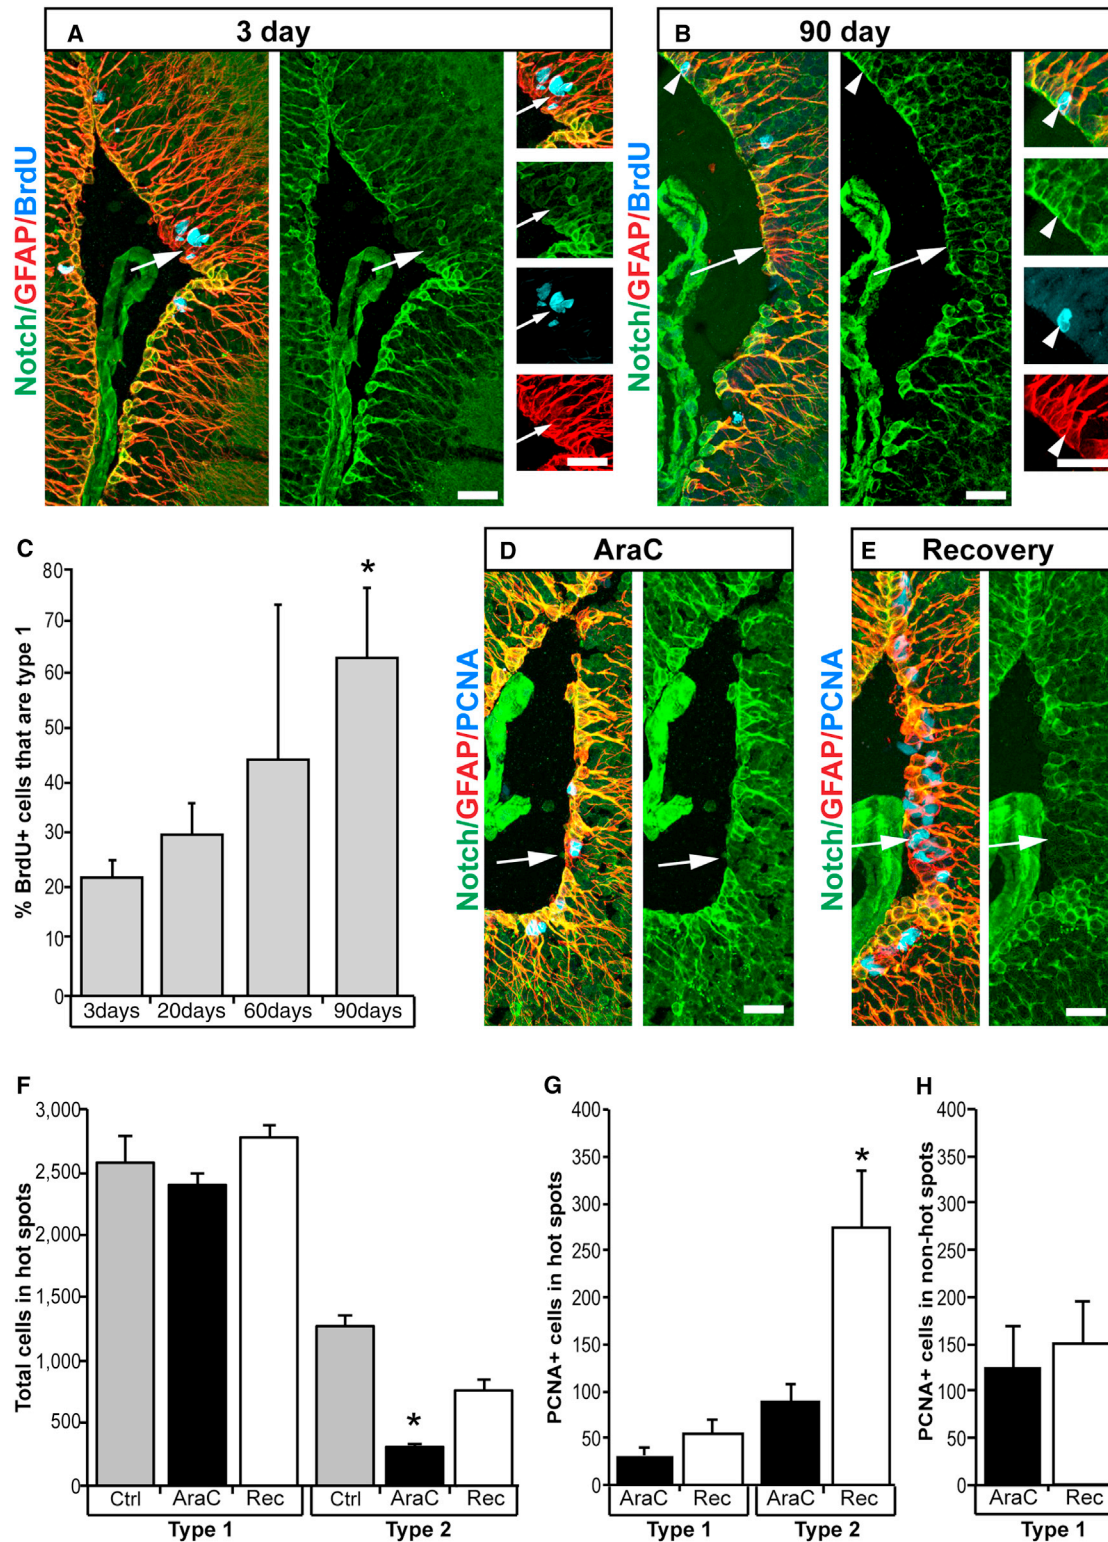 A 3 day
B 90 day
Notch/GFAP/BrdU
Notch/GFAP/BrdU
C
% BrdU+ cells that are type 1
80
70
60
50
40
30
20
10
0
3days 20days 60days 90days
*
D AraC
E Recovery
Notch/GFAP/PCNA
Notch/GFAP/PCNA
F
Total cells in hot spots
3,000
2,500
2,000
1,500
1,000
500
0
*
Ctrl AraC Rec Ctrl AraC Rec
Type 1 Type 2
G
PCNA+ cells in hot spots
400
350
300
250
200
150
100
50
0
*
AraC Rec AraC Rec
Type 1 Type 2
H
PCNA+ cells in non-hot spots
400
350
300
250
200
150
100
50
0
AraC Rec
Type 1